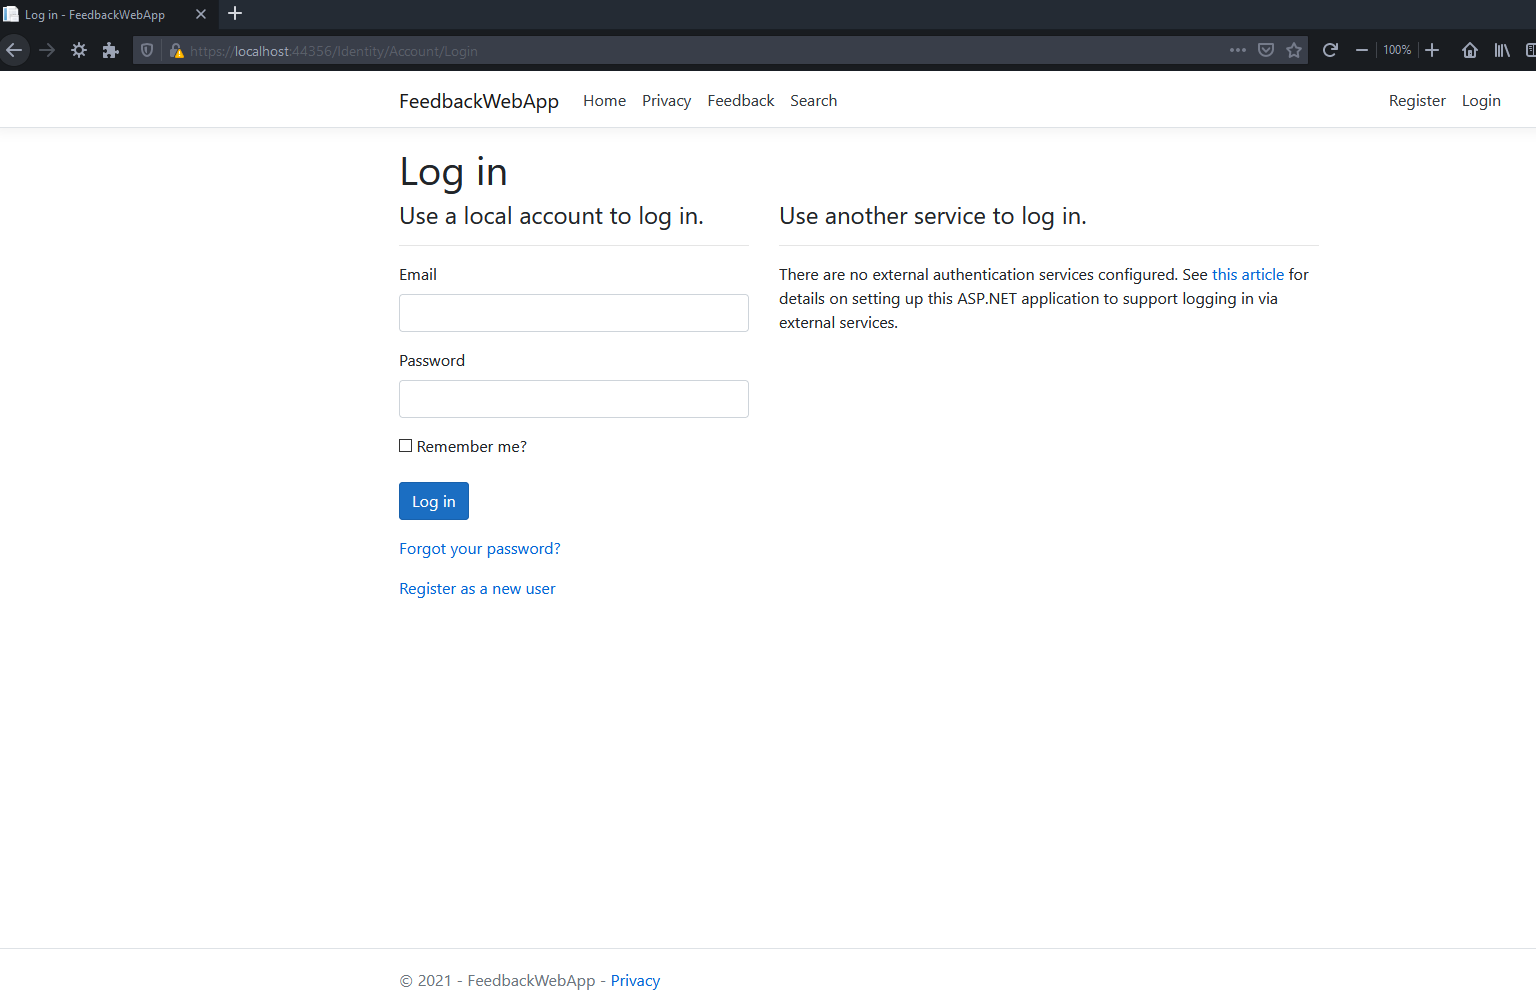 Log in - FeedbackWebApp
https://localhost:44356/Identity/Account/Login
100%
FeedbackWebApp Home Privacy Feedback Search Register Login
Log in
Use a local account to log in.
Email
Password
Remember me?
Log in
Forgot your password?
Register as a new user
Use another service to log in.
There are no external authentication services configured. See this article for
details on setting up this ASP.NET application to support logging in via
external services.
© 2021 - FeedbackWebApp - Privacy